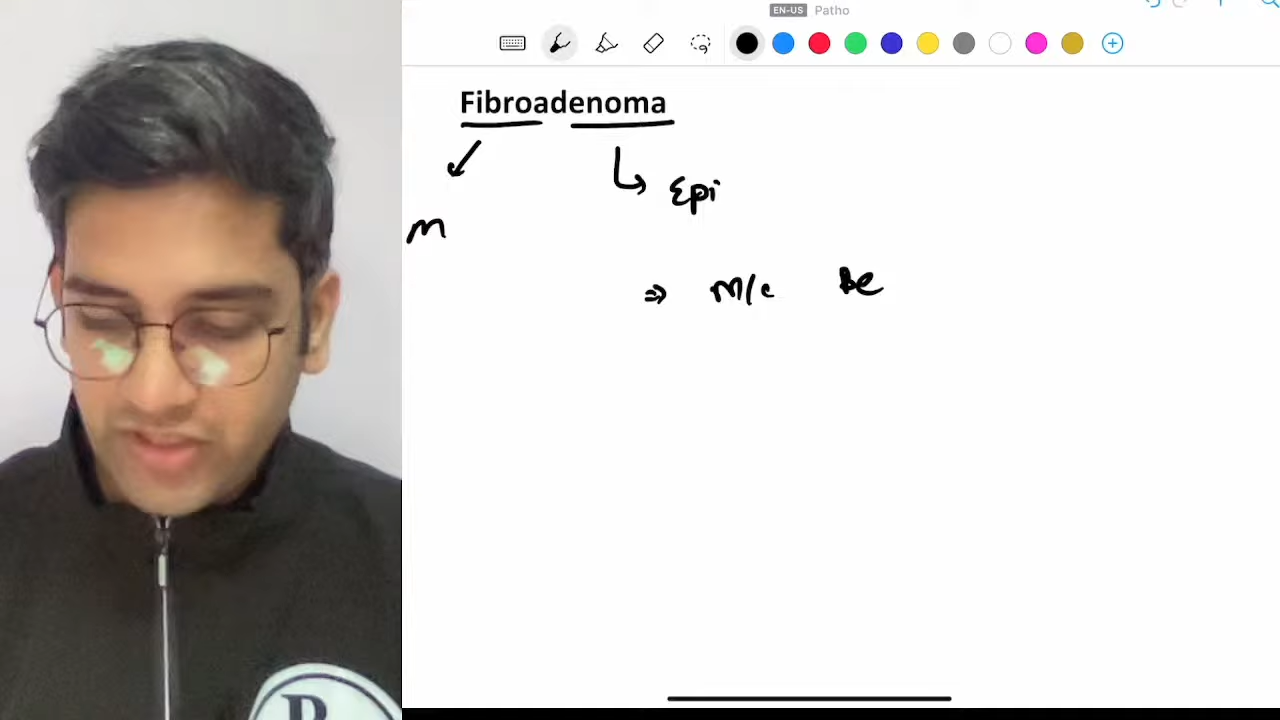 EN-US Patho
Fibroadenoma
Epi
M
⇒ M/c Be